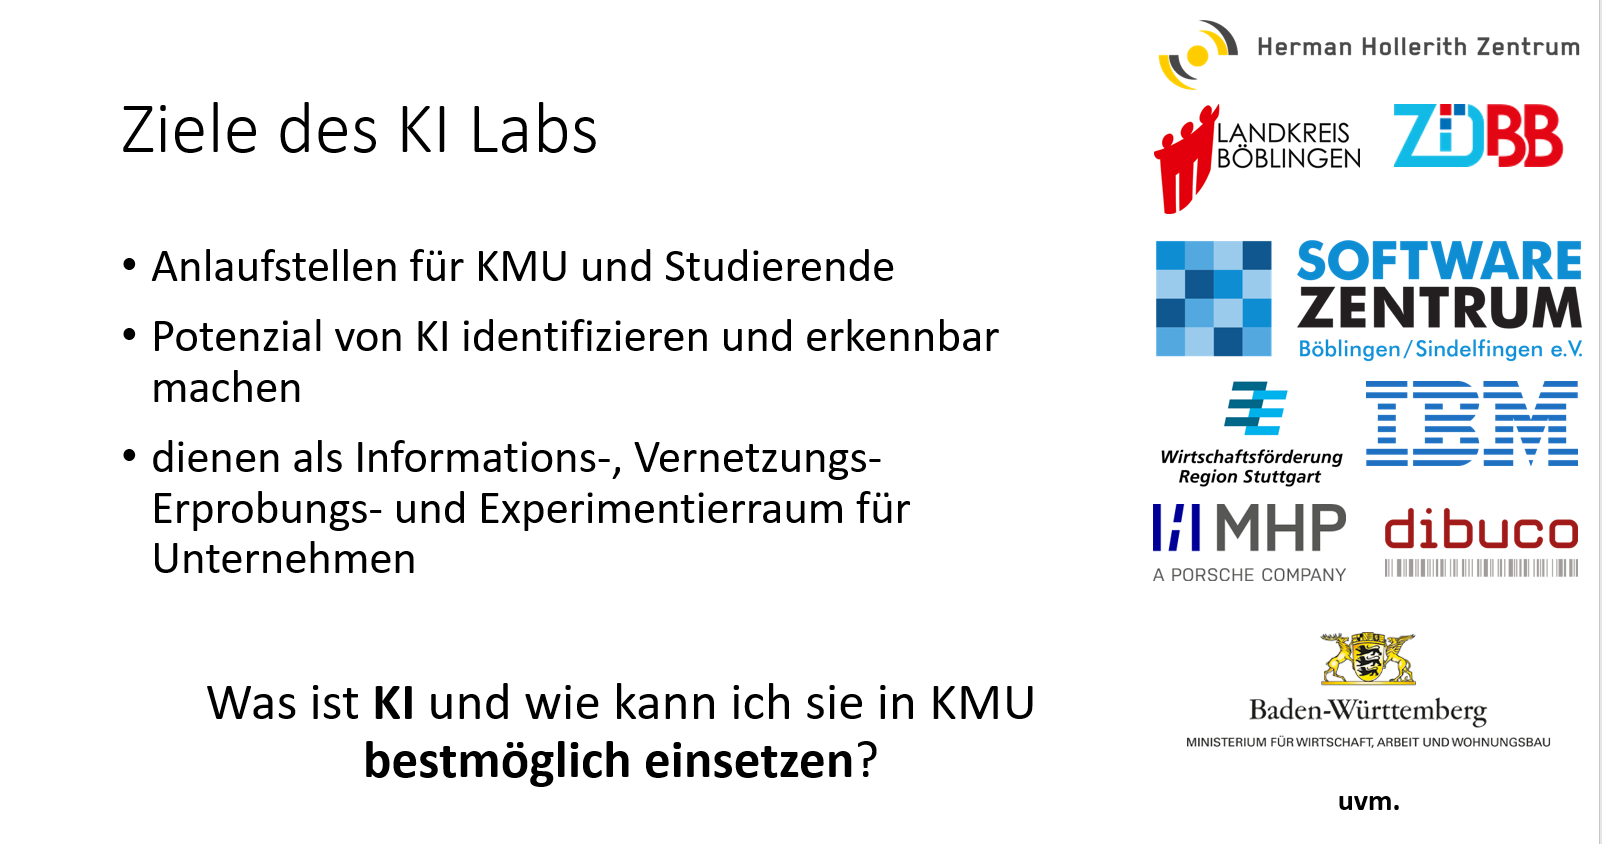 Ziele des KI Labs
• Anlaufstellen für KMU und Studierende
• Potenzial von KI identifizieren und erkennbar
machen
• dienen als Informations-, Vernetzungs-
Erprobungs- und Experimentierraum für
Unternehmen
Was ist KI und wie kann ich sie in KMU
bestmöglich einsetzen?
Herman Hollerith Zentrum
LANDKREIS
BÖBLINGEN
ZDBB
SOFTWARE
ZENTRUM
Böblingen/Sindelfingen e.V.
Wirtschaftsförderung
Region Stuttgart
IBM
MHP
A PORSCHE COMPANY
dibuco
Baden-Württemberg
MINISTERIUM FÜR WIRTSCHAFT, ARBEIT UND WOHNUNGSBAU
uvm.